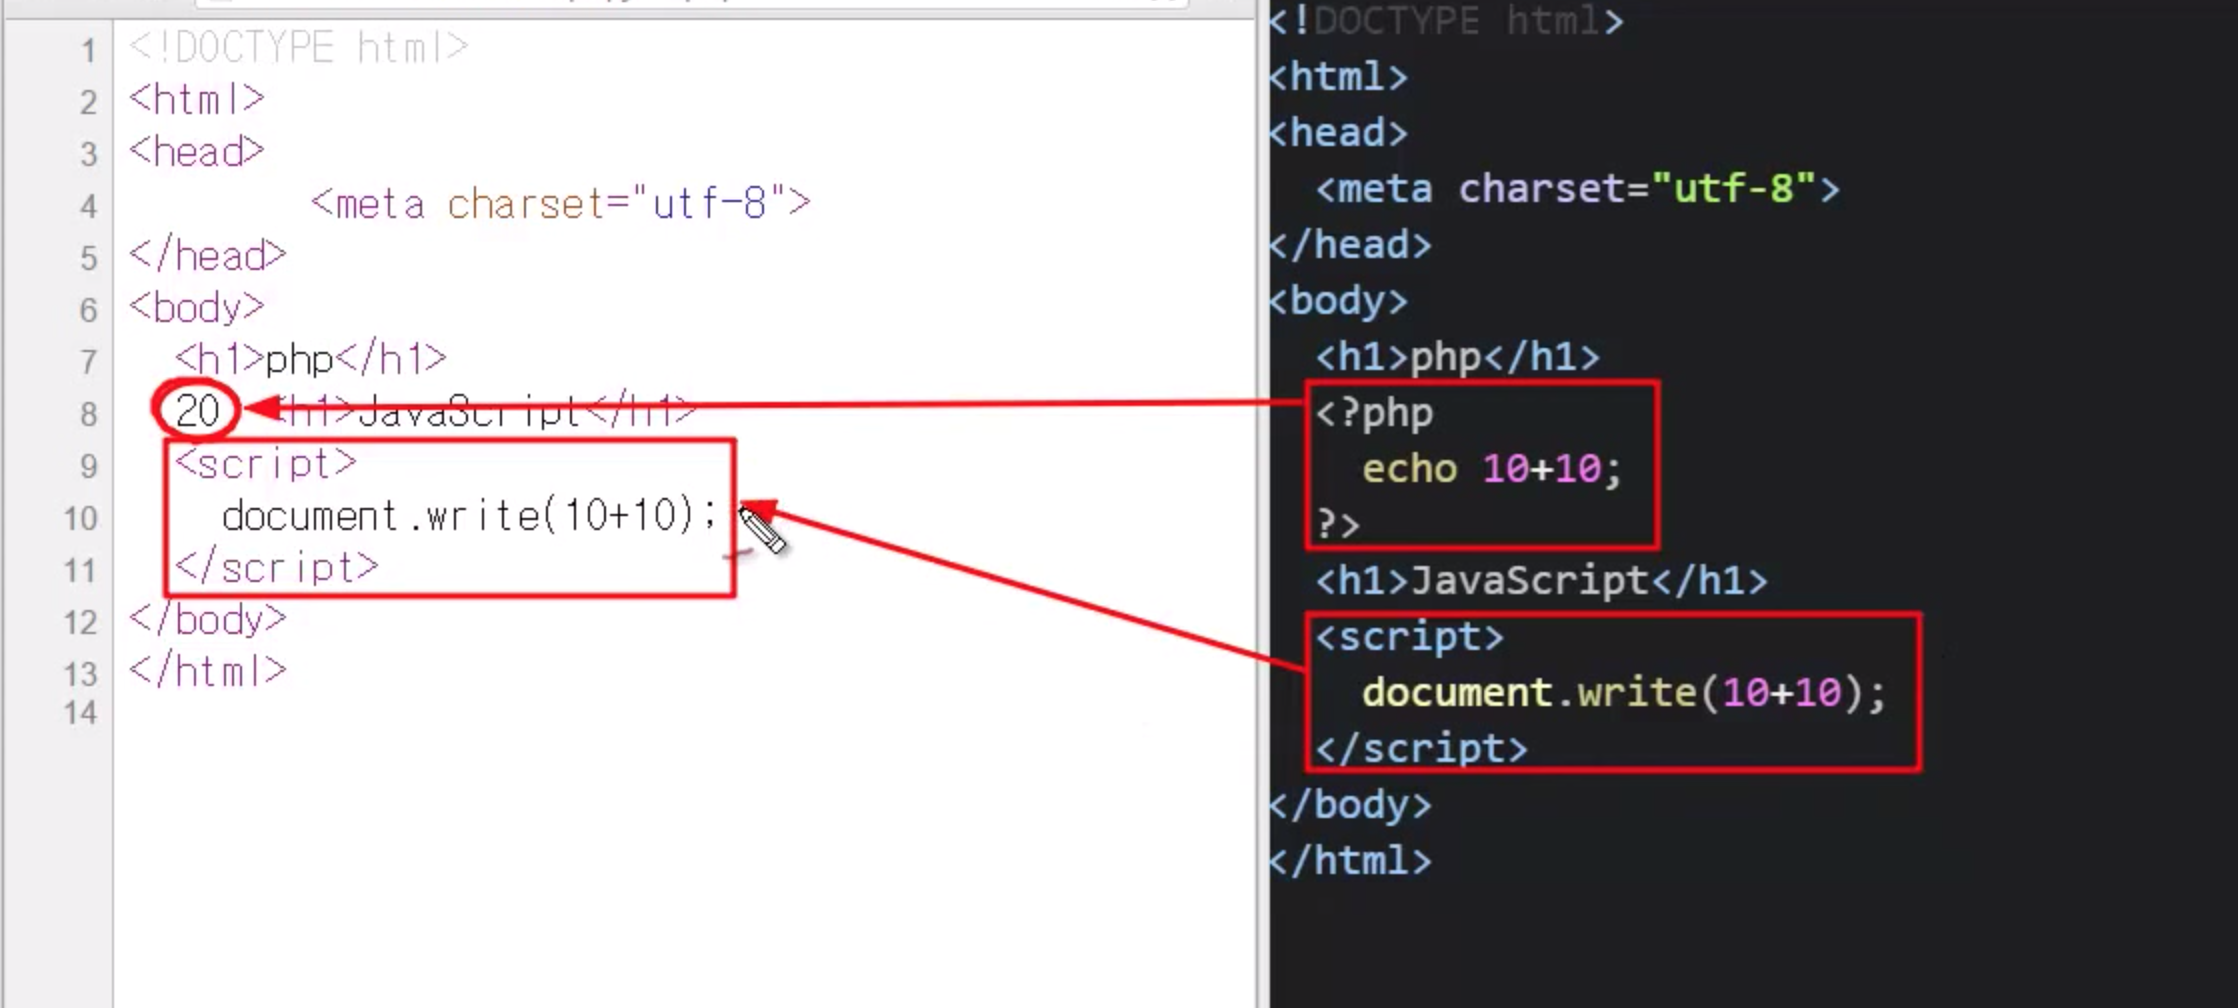 1 <!DOCTYPE html>
2 <html>
3 <head>
4 <meta charset="utf-8">
5 </head>
6 <body>
7 <h1>php</h1>
8 20 <h1>JavaScript</h1>
9 <script>
10 document.write(10+10);
11 </script>
12 </body>
13 </html>
14
<!DOCTYPE html>
<html>
<head>
<meta charset="utf-8">
</head>
<body>
<h1>php</h1>
<?php
echo 10+10;
?>
<h1>JavaScript</h1>
<script>
document.write(10+10);
</script>
</body>
</html>